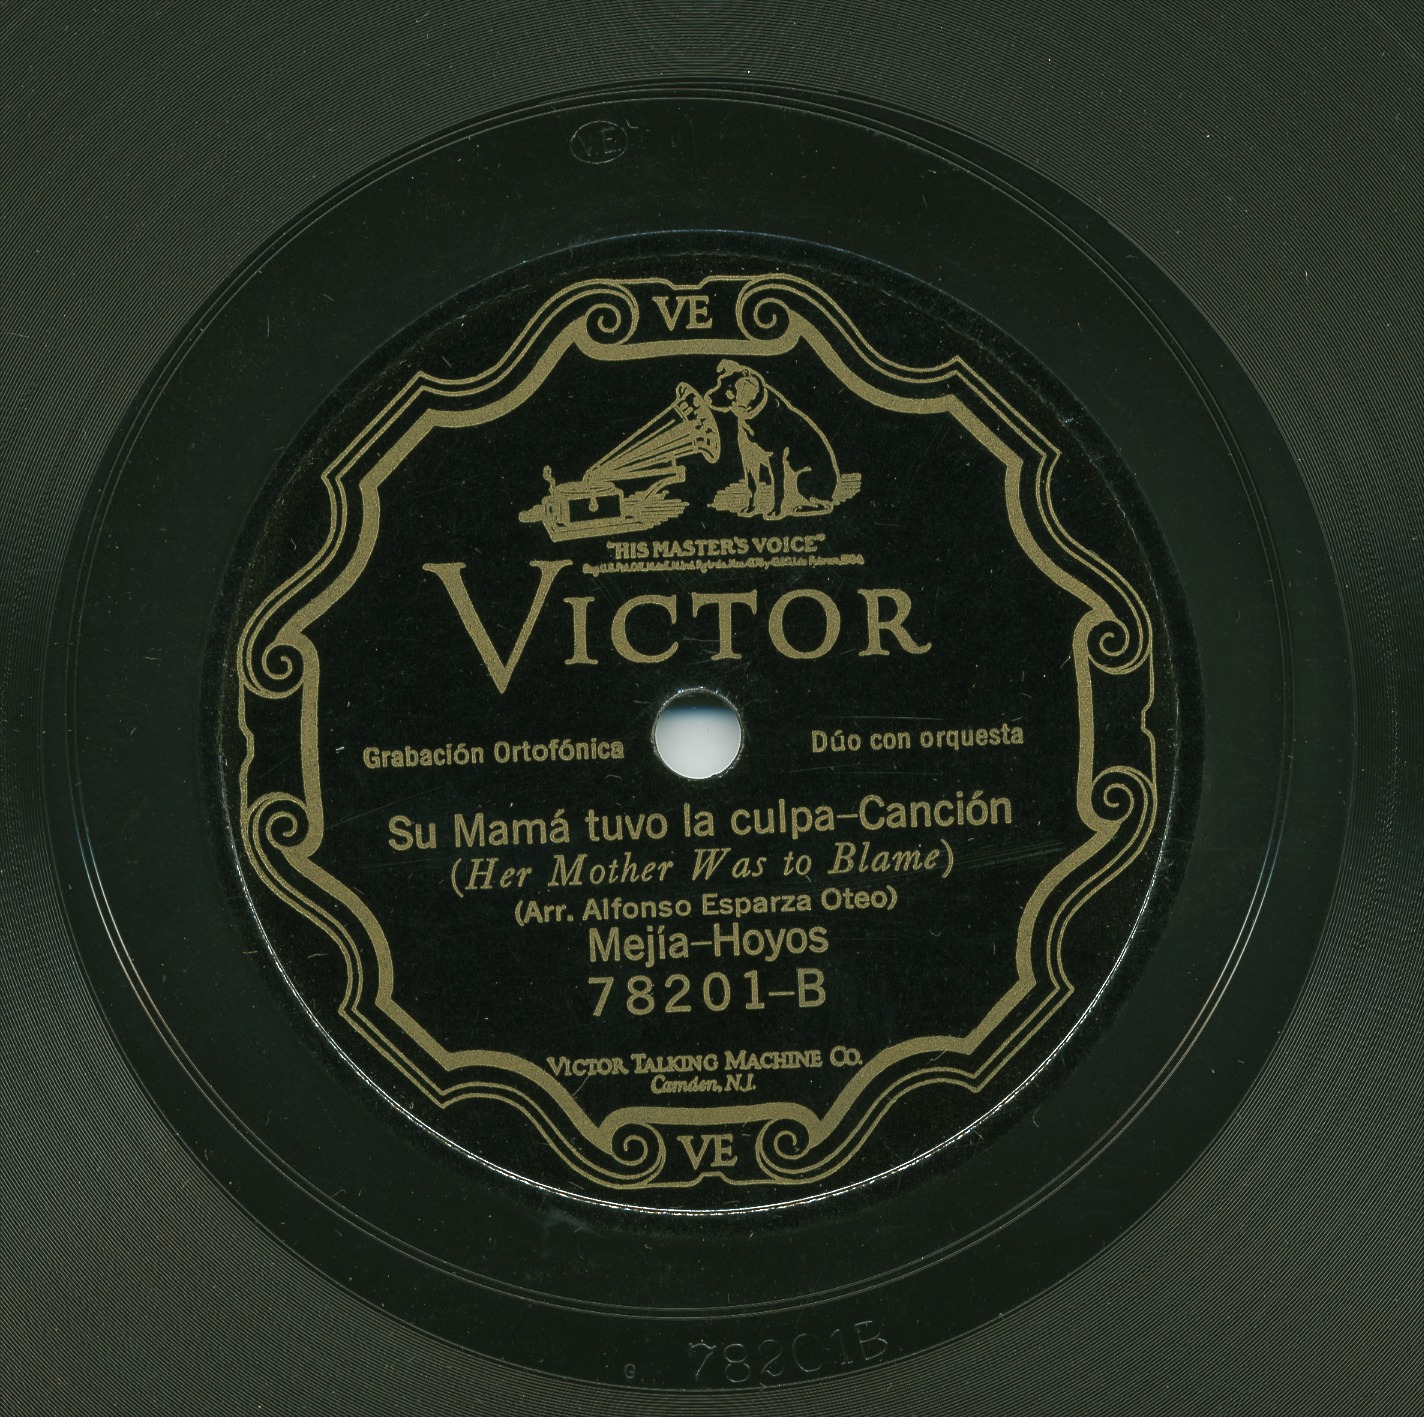 VE
VE
"HIS MASTER'S VOICE"
VICTOR
Grabación Ortofónica
Dúo con orquesta
Su Mamá tuvo la culpa—Canción
(Her Mother Was to Blame)
(Arr. Alfonso Esparza Oteo)
Mejía—Hoyos
78201—B
VICTOR TALKING MACHINE CO.
Camden, N.J.
VE
G 78201B